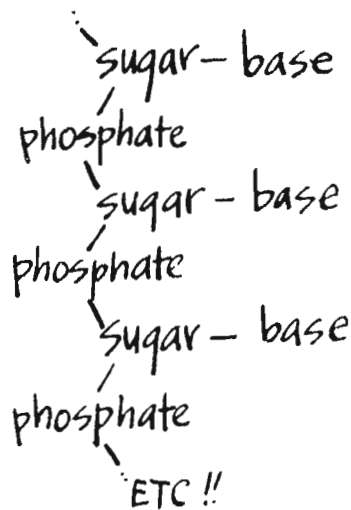 sugar – base
phosphate
sugar – base
phosphate
sugar – base
phosphate
ETC !!